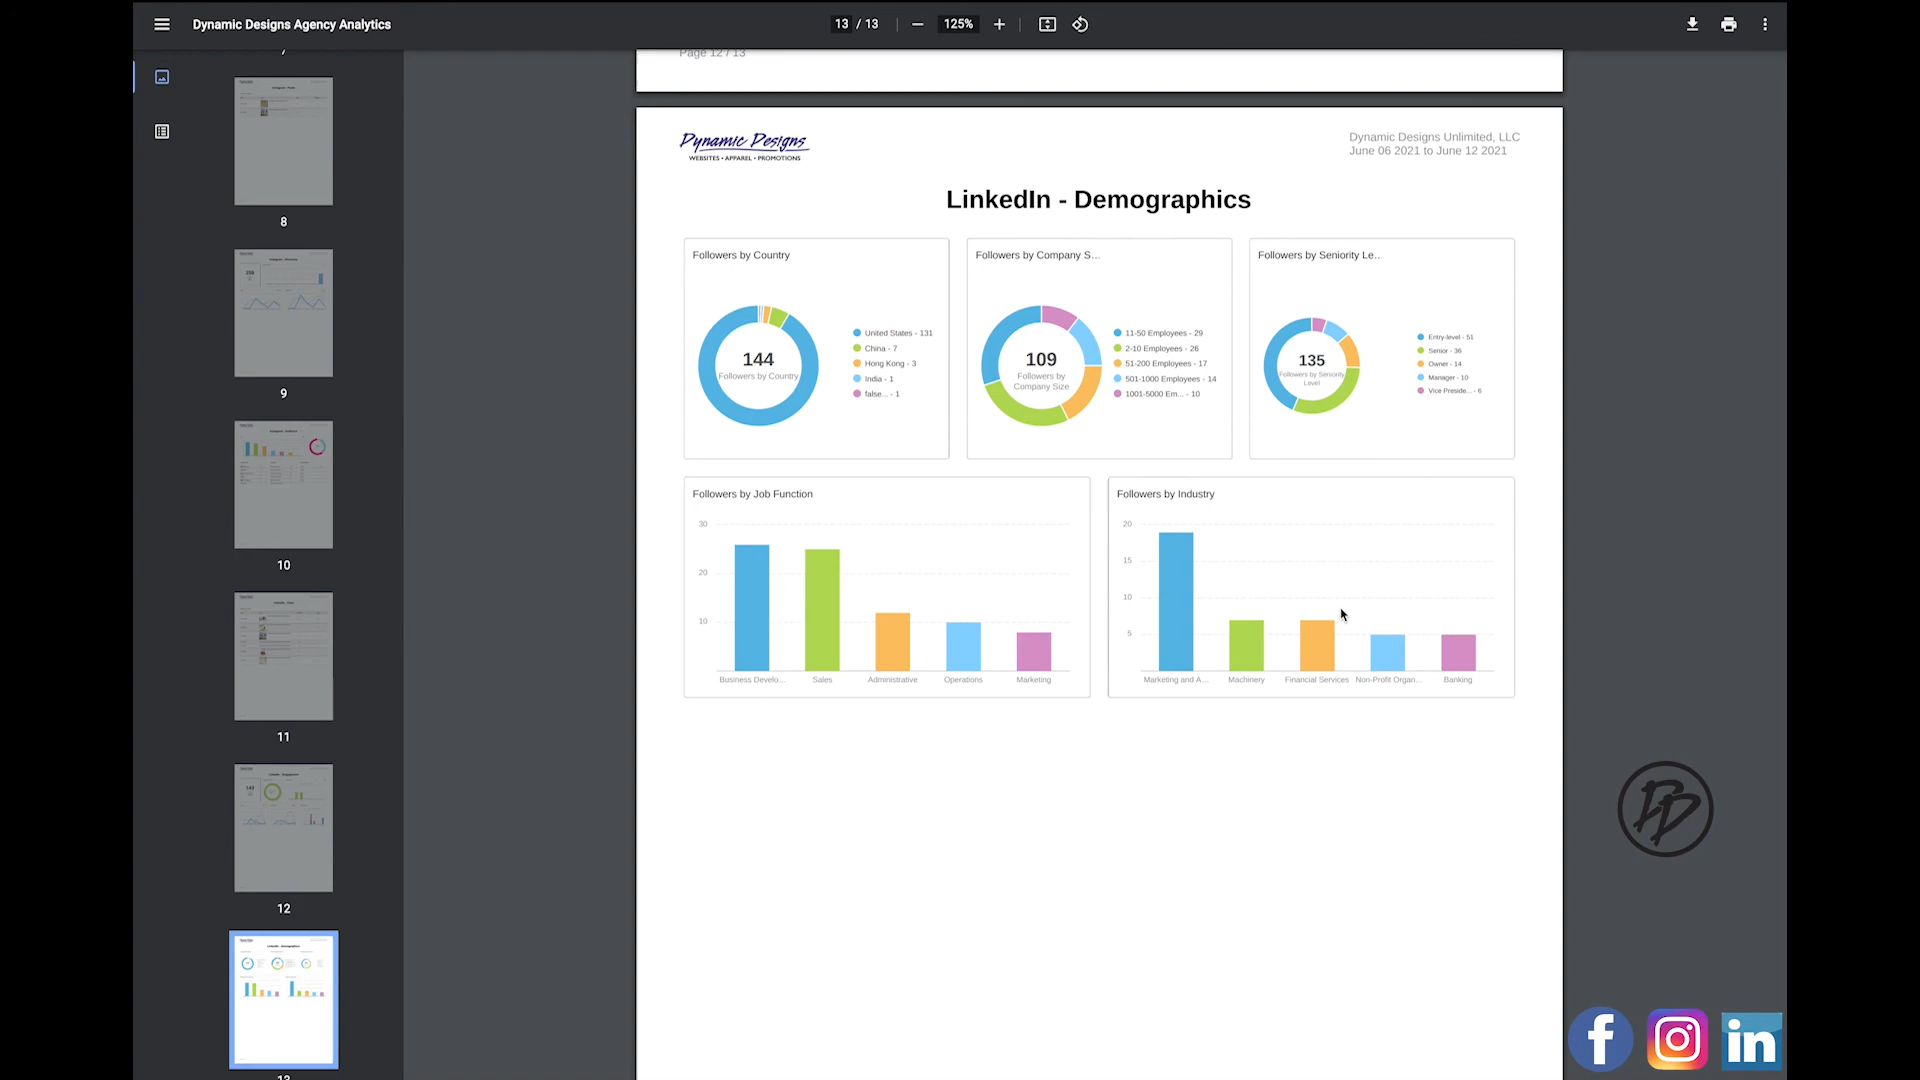 Dynamic Designs Agency Analytics
13 / 13
125%
Page 12 / 13
8
9
10
11
12
13
Dynamic Designs
WEBSITES • APPAREL • PROMOTIONS
Dynamic Designs Unlimited, LLC
June 06 2021 to June 12 2021
LinkedIn - Demographics
Followers by Country
144
Followers by Country
United States - 131
China - 7
Hong Kong - 3
India - 1
false... - 1
Followers by Company S...
109
Followers by
Company Size
11-50 Employees - 29
2-10 Employees - 26
51-200 Employees - 17
501-1000 Employees - 14
1001-5000 Em... - 10
Followers by Seniority Le...
135
Followers by Seniority
Level
Entry-level - 51
Senior - 36
Owner - 14
Manager - 10
Vice Preside... - 6
Followers by Job Function
30
20
10
Business Develo...
Sales
Administrative
Operations
Marketing
Followers by Industry
20
15
10
5
Marketing and A...
Machinery
Financial Services
Non-Profit Organ...
Banking
DD
f
in